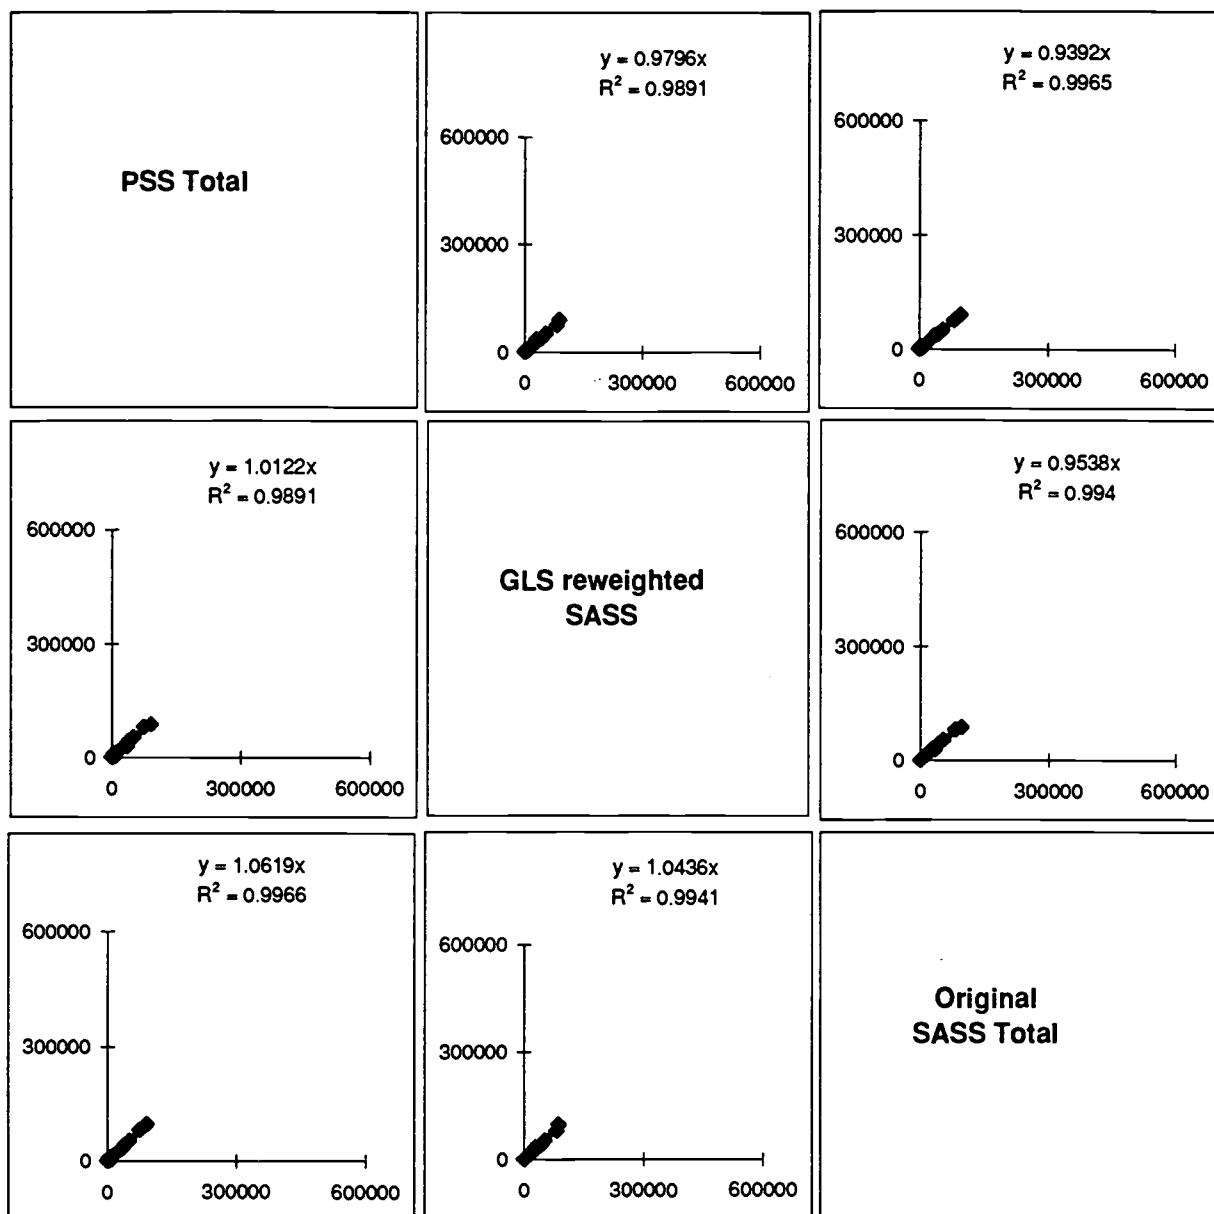 PSS Total
y = 0.9796x
R² = 0.9891
600000
300000
0
0 300000 600000
y = 0.9392x
R² = 0.9965
600000
300000
0
0 300000 600000
y = 1.0122x
R² = 0.9891
600000
300000
0
0 300000 600000
GLS reweighted
SASS
y = 0.9538x
R² = 0.994
600000
300000
0
0 300000 600000
y = 1.0619x
R² = 0.9966
600000
300000
0
0 300000 600000
y = 1.0436x
R² = 0.9941
600000
300000
0
0 300000 600000
Original
SASS Total